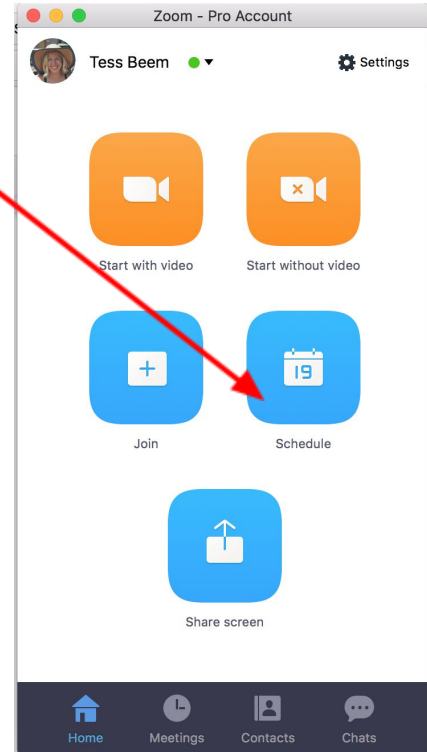 Zoom - Pro Account
Tess Beem
Settings
Start with video
Start without video
Join
19
Schedule
Share screen
Home
Meetings
Contacts
Chats